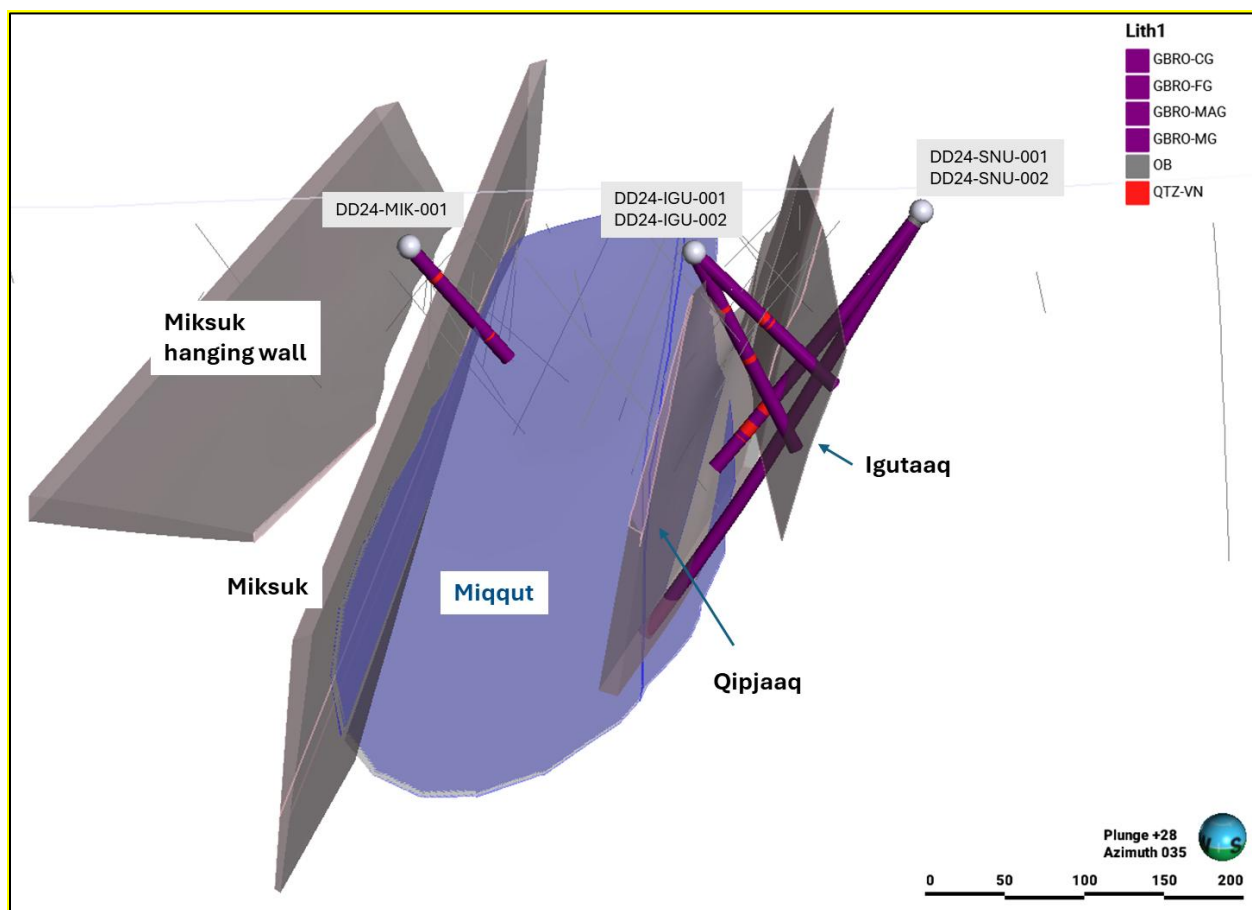 Lith1
GBRO-CG
GBRO-FG
GBRO-MAG
GBRO-MG
OB
QTZ-VN
DD24-SNU-001
DD24-SNU-002
DD24-IGU-001
DD24-IGU-002
DD24-MIK-001
Miksuk
hanging wall
Igutaaq
Miksuk
Miqqut
Qipjaaq
Plunge +28
Azimuth 035
S
0 50 100 150 200